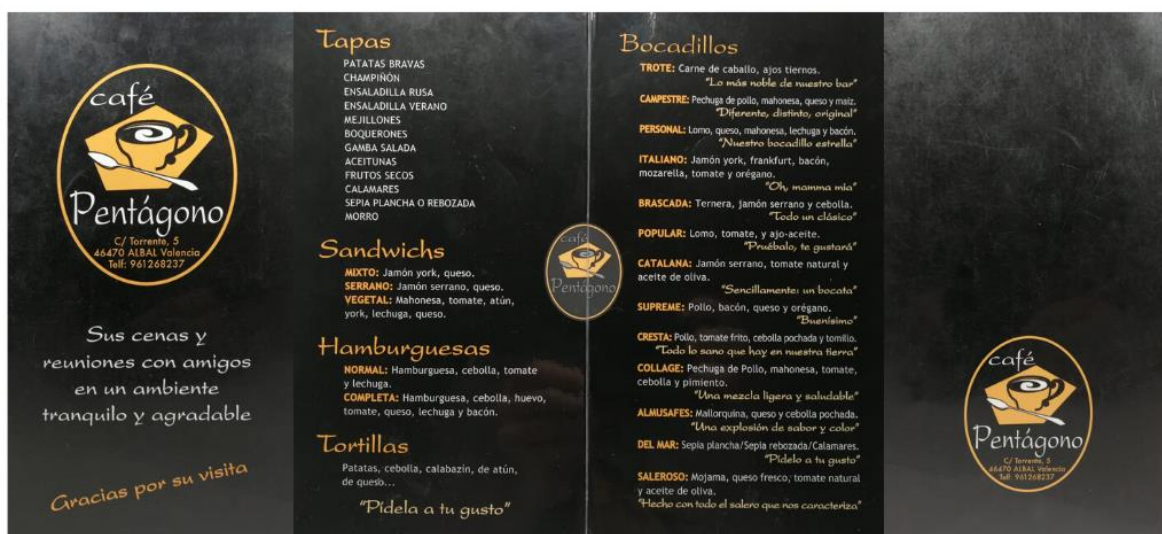 café
Pentágono
C/ Torrente, 5
46470 ALBAL Valencia
Telf: 961268237
Sus cenas y
reuniones con amigos
en un ambiente
tranquilo y agradable
Gracias por su visita
Tapas
PATATAS BRAVAS
CHAMPIÑÓN
ENSALADILLA RUSA
ENSALADILLA VERANO
MEJILLONES
BOQUERONES
GAMBA SALADA
ACEITUNAS
FRUTOS SECOS
CALAMARES
SEPIA PLANCHA O REBOZADA
MORRO
Sandwichs
MIXTO: Jamón york, queso.
SERRANO: Jamón serrano, queso.
VEGETAL: Mahonesa, tomate, atún,
york, lechuga, queso.
Hamburguesas
NORMAL: Hamburguesa, cebolla, tomate
y lechuga.
COMPLETA: Hamburguesa, cebolla, huevo,
tomate, queso, lechuga y bacón.
Tortillas
Patatas, cebolla, calabazín, de atún,
de queso...
"Pídela a tu gusto"
café
Pentágono
Bocadillos
TROTE: Carne de caballo, ajos tiernos.
"Lo más noble de nuestro bar"
CAMPESTRE: Pechuga de pollo, mahonesa, queso y maíz.
"Diferente, distinto, original"
PERSONAL: Lomo, queso, mahonesa, lechuga y bacón.
"Nuestro bocadillo estrella"
ITALIANO: Jamón york, frankfurt, bacón,
mozarella, tomate y orégano.
"Oh, mamma mia"
BRASCADA: Ternera, jamón serrano y cebolla.
"Todo un clásico"
POPULAR: Lomo, tomate, y ajo-aceite.
"Pruébalo, te gustará"
CATALANA: Jamón serrano, tomate natural y
aceite de oliva.
"Sencillamente: un bocata"
SUPREME: Pollo, bacón, queso y orégano.
"Buenísimo"
CRESTA: Pollo, tomate frito, cebolla pochada y tomillo.
"Todo lo sano que hay en nuestra tierra"
COLLAGE: Pechuga de Pollo, mahonesa, tomate,
cebolla y pimiento.
"Una mezcla ligera y saludable"
ALMUSAFES: Mallorquina, queso y cebolla pochada.
"Una explosión de sabor y color"
DEL MAR: Sepia plancha/Sepia rebozada/Calamares.
"Pídelo a tu gusto"
SALEROSO: Mojama, queso fresco, tomate natural
y aceite de oliva.
"Hecho con todo el salero que nos caracteriza"
café
Pentágono
C/ Torrente, 5
46470 ALBAL Valencia
Telf: 961268237